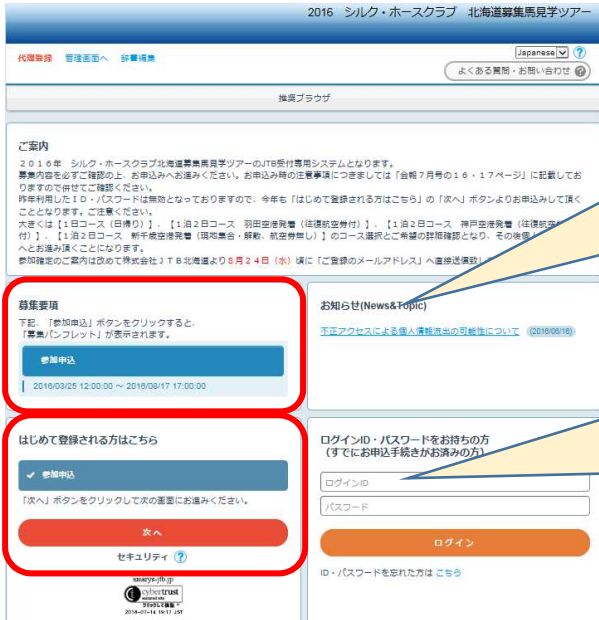 2016 シルク・ホースクラブ 北海道募集馬見学ツアー
代理登録 管理画面へ 辞書編集
Japanese
よくある質問・お問い合わせ
推奨ブラウザ
ご案内
2016年 シルク・ホースクラブ北海道募集馬見学ツアーのJTB受付専用システムとなります。
募集内容を必ずご確認の上、お申込みへお進みください。お申込み時の注意事項につきましては「会報7月号の16・17ページ」に記載してお
りますので併せてご確認ください。
昨年利用したID・パスワードは無効となっておりますので、今年も「はじめて登録される方はこちら」の「次へ」ボタンよりお申込みして頂く
こととなります。ご注意ください。
大きくは【1日コース（日帰り）】、【1泊2日コース 羽田空港発着（往復航空券付）】、【1泊2日コース 神戸空港発着（往復航空券
付）】、【1泊2日コース 新千歳空港発着（現地集合・解散、航空券無し）】のコース選択とご希望の詳細確認となり、その後個人
へとお進み頂くことになります。
参加確定のご案内は改めて株式会社JTB北海道より8月24日（水）頃に「ご登録のメールアドレス」へ直接送信致し
募集要項
下記、「参加申込」ボタンをクリックすると、
「募集パンフレット」が表示されます。
参加申込
2016/03/25 12:00:00 ～ 2016/08/17 17:00:00
お知らせ(News&Topic)
不正アクセスによる個人情報流出の可能性について (2016/06/16)
はじめて登録される方はこちら
✓ 参加申込
「次へ」ボタンをクリックして次の画面にお進みください。
次へ
セキュリティ
amarys-jtb.jp
cybertrust
クリックして検証
ログインID・パスワードをお持ちの方
（すでにお申込手続きがお済みの方）
ログインID
パスワード
ログイン
ID・パスワードを忘れた方は こちら